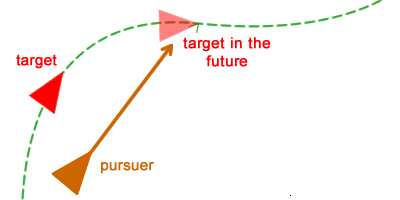 target
target in the
future
pursuer